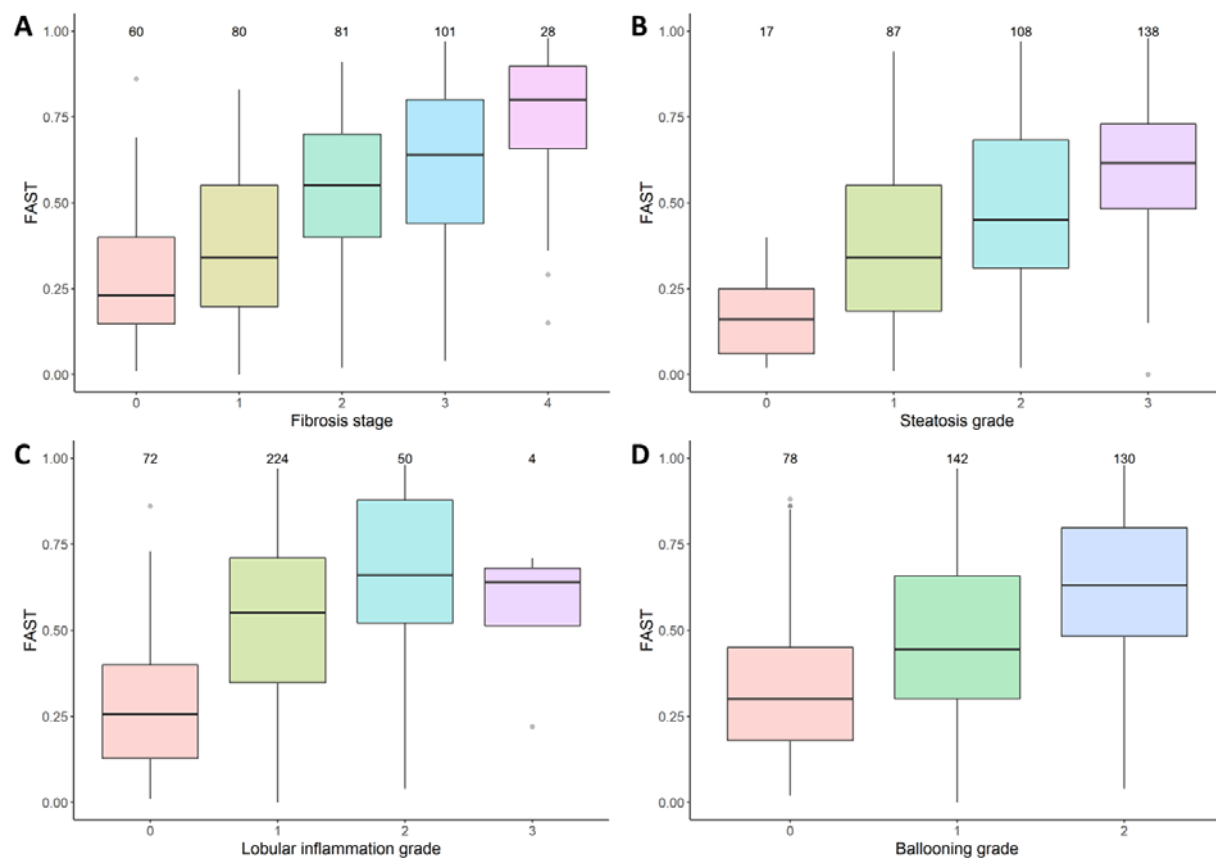 A
60 80 81 101 28
1.00
0.75
0.50
0.25
0.00
FAST
0 1 2 3 4
Fibrosis stage
B
17 87 108 138
1.00
0.75
0.50
0.25
0.00
FAST
0 1 2 3
Steatosis grade
C
72 224 50 4
1.00
0.75
0.50
0.25
0.00
FAST
0 1 2 3
Lobular inflammation grade
D
78 142 130
1.00
0.75
0.50
0.25
0.00
FAST
0 1 2
Ballooning grade